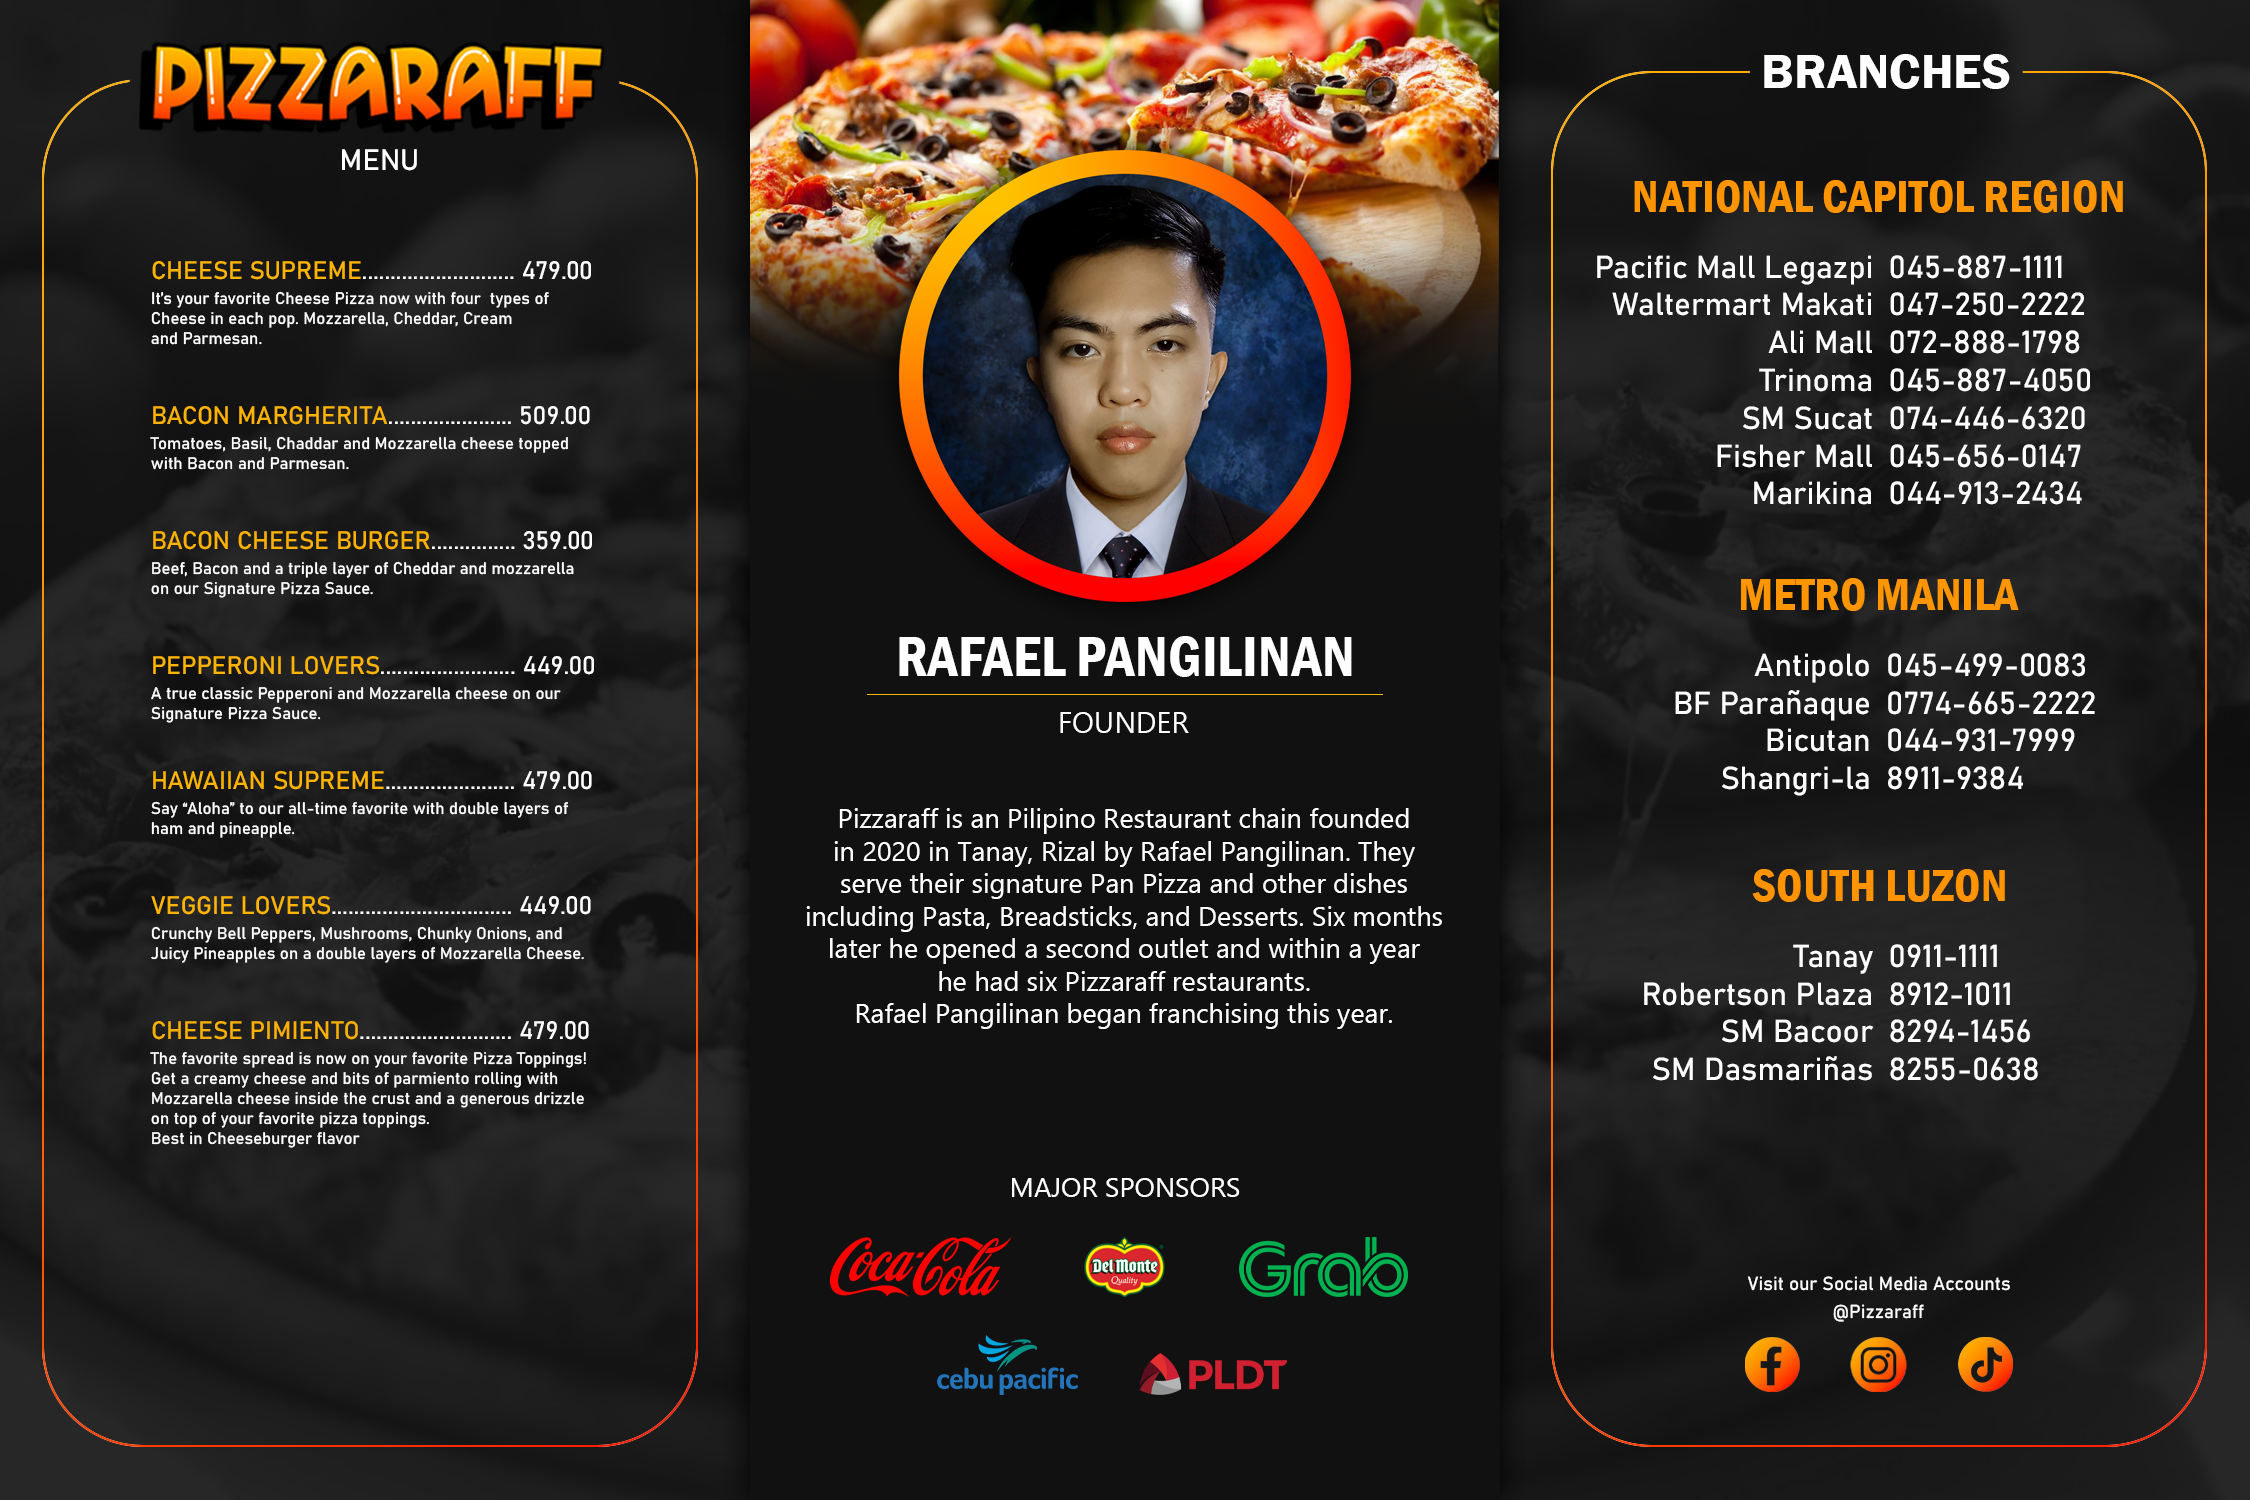 PIZZARAFF
MENU
CHEESE SUPREME........................... 479.00
It's your favorite Cheese Pizza now with four  types of
Cheese in each pop. Mozzarella, Cheddar, Cream
and Parmesan.
BACON MARGHERITA...................... 509.00
Tomatoes, Basil, Chaddar and Mozzarella cheese topped
with Bacon and Parmesan.
BACON CHEESE BURGER............... 359.00
Beef, Bacon and a triple layer of Cheddar and mozzarella
on our Signature Pizza Sauce.
PEPPERONI LOVERS........................ 449.00
A true classic Pepperoni and Mozzarella cheese on our
Signature Pizza Sauce.
HAWAIIAN SUPREME....................... 479.00
Say “Aloha” to our all-time favorite with double layers of
ham and pineapple.
VEGGIE LOVERS................................ 449.00
Crunchy Bell Peppers, Mushrooms, Chunky Onions, and
Juicy Pineapples on a double layers of Mozzarella Cheese.
CHEESE PIMIENTO........................... 479.00
The favorite spread is now on your favorite Pizza Toppings!
Get a creamy cheese and bits of parmiento rolling with
Mozzarella cheese inside the crust and a generous drizzle
on top of your favorite pizza toppings.
Best in Cheeseburger flavor
RAFAEL PANGILINAN
FOUNDER
Pizzaraff is an Pilipino Restaurant chain founded
in 2020 in Tanay, Rizal by Rafael Pangilinan. They
serve their signature Pan Pizza and other dishes
including Pasta, Breadsticks, and Desserts. Six months
later he opened a second outlet and within a year
he had six Pizzaraff restaurants.
Rafael Pangilinan began franchising this year.
MAJOR SPONSORS
Coca-Cola
Del Monte
Quality
Grab
cebu pacific
PLDT
BRANCHES
NATIONAL CAPITOL REGION
Pacific Mall Legazpi 045-887-1111
Waltermart Makati 047-250-2222
Ali Mall 072-888-1798
Trinoma 045-887-4050
SM Sucat 074-446-6320
Fisher Mall 045-656-0147
Marikina 044-913-2434
METRO MANILA
Antipolo 045-499-0083
BF Parañaque 0774-665-2222
Bicutan 044-931-7999
Shangri-la 8911-9384
SOUTH LUZON
Tanay 0911-1111
Robertson Plaza 8912-1011
SM Bacoor 8294-1456
SM Dasmariñas 8255-0638
Visit our Social Media Accounts
@Pizzaraff